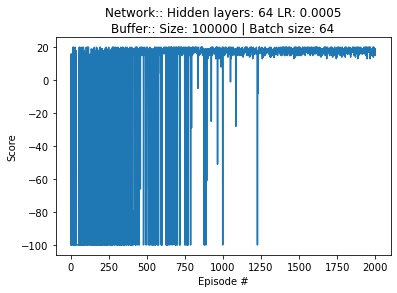 Network:: Hidden layers: 64 LR: 0.0005
Buffer:: Size: 100000 | Batch size: 64
20
0
−20
−40
−60
−80
−100
Score
0 250 500 750 1000 1250 1500 1750 2000
Episode #